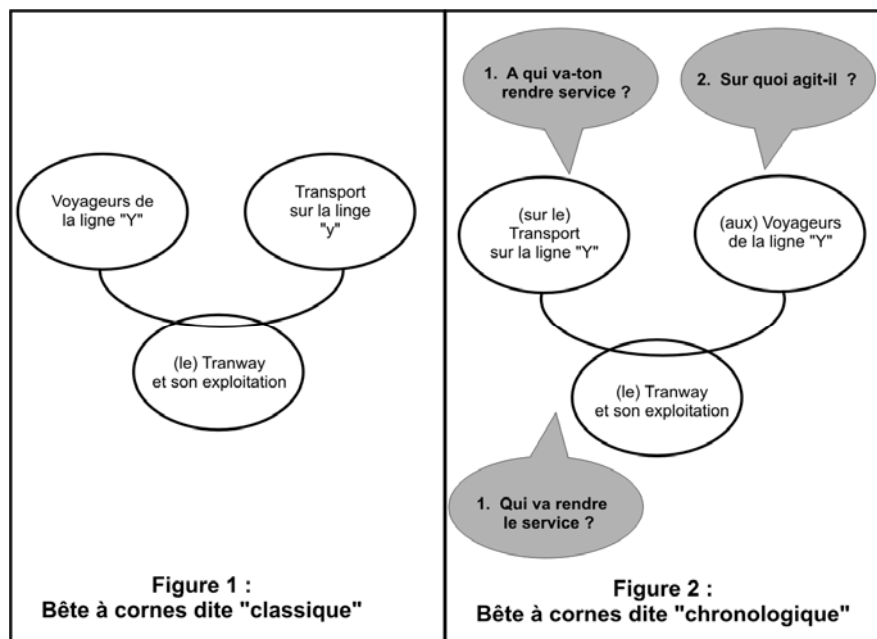 Voyageurs de
la ligne "Y"
Transport
sur la linge
"y"
(le) Tranway
et son exploitation
Figure 1 :
Bête à cornes dite "classique"
1. A qui va-ton
rendre service ?
2. Sur quoi agit-il ?
(sur le)
Transport
sur la ligne "Y"
(aux) Voyageurs
de la ligne "Y"
(le) Tranway
et son exploitation
1. Qui va rendre
le service ?
Figure 2 :
Bête à cornes dite "chronologique"